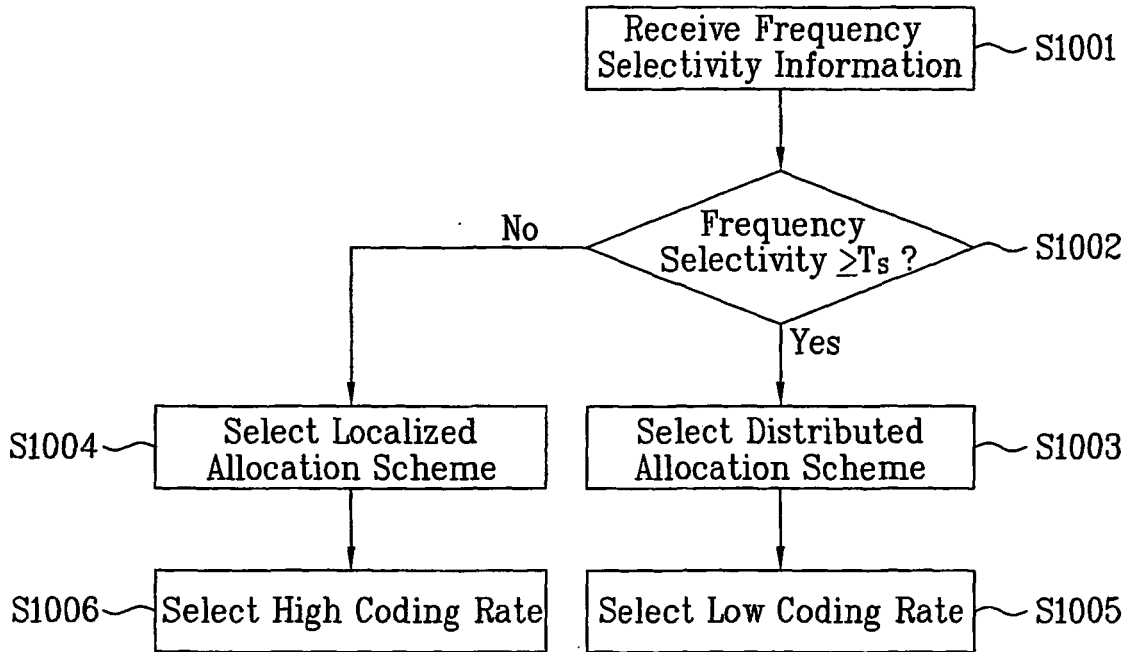 Receive Frequency
Selectivity Information
S1001
No
Frequency
Selectivity ≥Ts ?
S1002
Yes
S1004
Select Localized
Allocation Scheme
Select Distributed
Allocation Scheme
S1003
S1006
Select High Coding Rate
Select Low Coding Rate
S1005